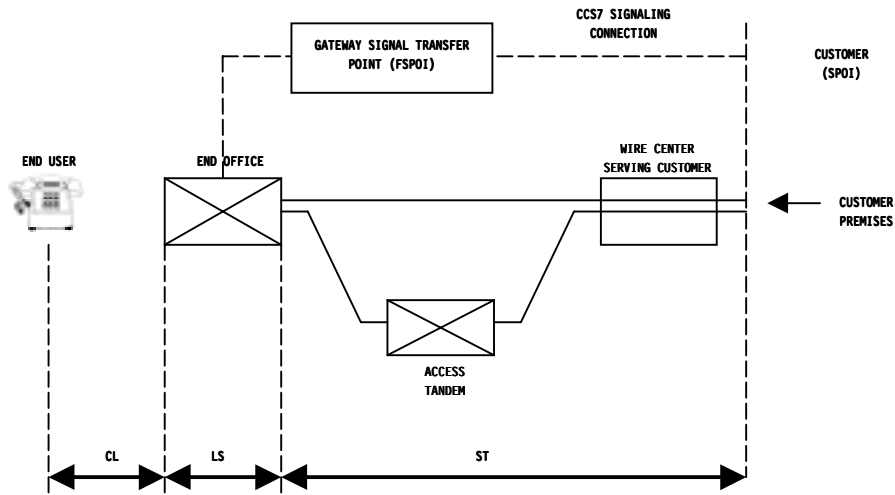 CCS7 SIGNALING
CONNECTION
GATEWAY SIGNAL TRANSFER
POINT (FSPOI)
CUSTOMER
(SPOI)
END USER
END OFFICE
WIRE CENTER
SERVING CUSTOMER
CUSTOMER
PREMISES
ACCESS
TANDEM
CL
LS
ST